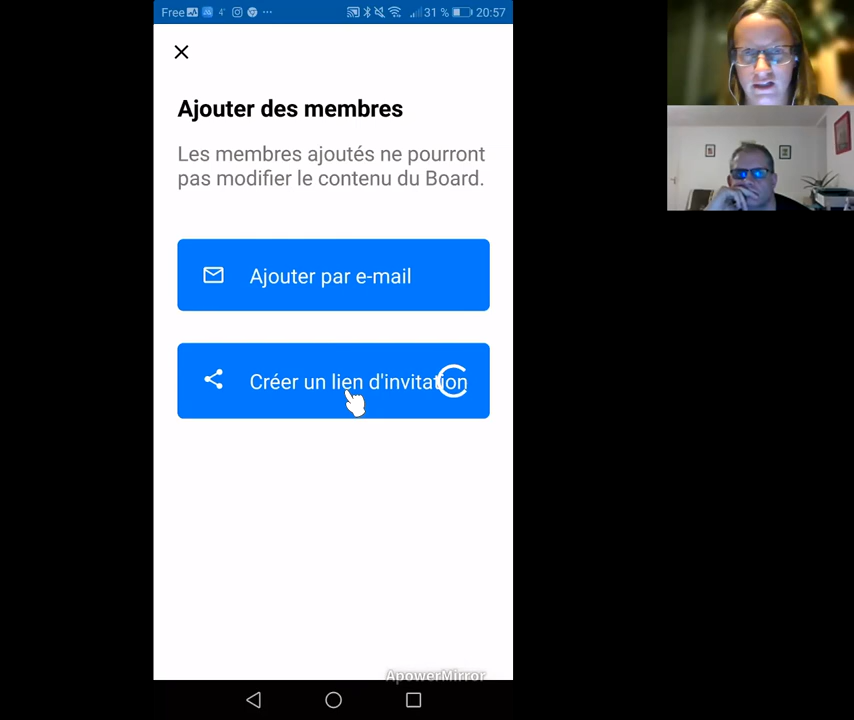 Free 4° ··· 31 % 20:57
Ajouter des membres
Les membres ajoutés ne pourront
pas modifier le contenu du Board.
Ajouter par e-mail
Créer un lien d'invitation
ApowerMirror